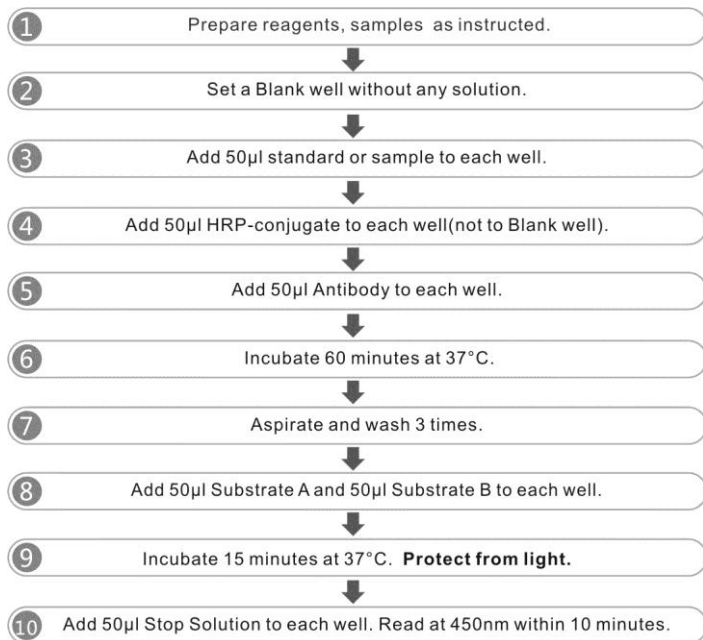 1 Prepare reagents, samples as instructed.
2 Set a Blank well without any solution.
3 Add 50μl standard or sample to each well.
4 Add 50μl HRP-conjugate to each well(not to Blank well).
5 Add 50μl Antibody to each well.
6 Incubate 60 minutes at 37°C.
7 Aspirate and wash 3 times.
8 Add 50μl Substrate A and 50μl Substrate B to each well.
9 Incubate 15 minutes at 37°C. Protect from light.
10 Add 50μl Stop Solution to each well. Read at 450nm within 10 minutes.